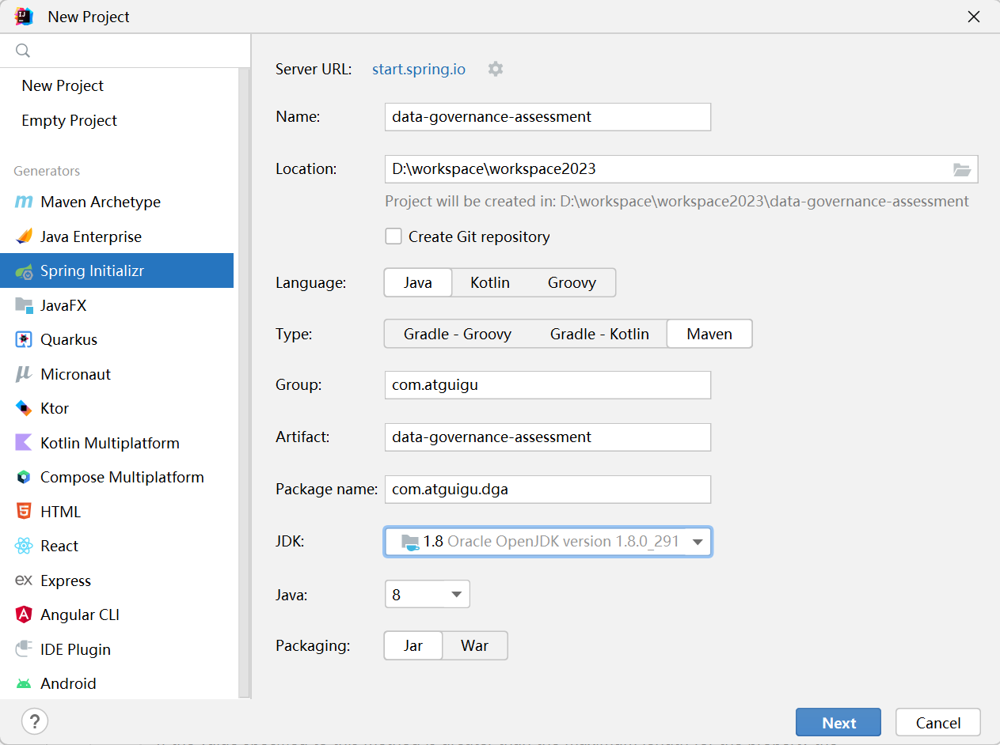 New Project
New Project
Empty Project
Generators
Maven Archetype
Java Enterprise
Spring Initializr
JavaFX
Quarkus
Micronaut
Ktor
Kotlin Multiplatform
Compose Multiplatform
HTML
React
Express
Angular CLI
IDE Plugin
Android
Server URL: start.spring.io
Name: data-governance-assessment
Location: D:\workspace\workspace2023
Project will be created in: D:\workspace\workspace2023\data-governance-assessment
Create Git repository
Language: Java Kotlin Groovy
Type: Gradle - Groovy Gradle - Kotlin Maven
Group: com.atguigu
Artifact: data-governance-assessment
Package name: com.atguigu.dga
JDK: 1.8 Oracle OpenJDK version 1.8.0_291
Java: 8
Packaging: Jar War
? Next Cancel